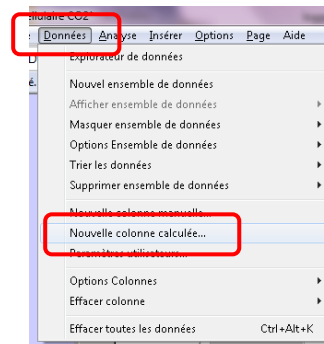 ellulaire CO2
Données Analyse Insérer Options Page Aide
D Explorateur de données
é. Nouvel ensemble de données
Afficher ensemble de données
Masquer ensemble de données
Options Ensemble de données
Trier les données
Supprimer ensemble de données
Nouvelle colonne manuelle...
Nouvelle colonne calculée...
Paramètres utilisateurs...
Options Colonnes
Effacer colonne
Effacer toutes les données Ctrl+Alt+K